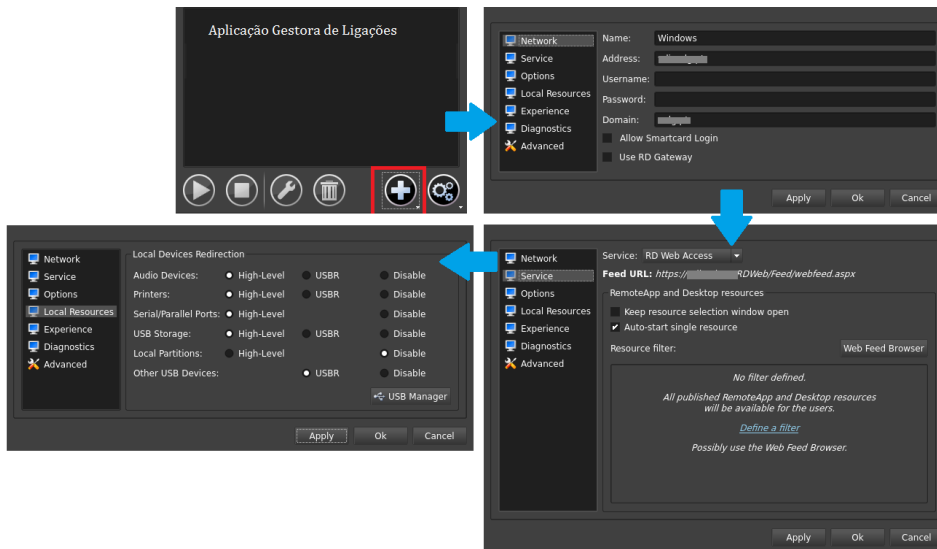 Aplicação Gestora de Ligações
Network
Service
Options
Local Resources
Experience
Diagnostics
Advanced
Name: Windows
Address:
Username:
Password:
Domain:
Allow Smartcard Login
Use RD Gateway
Apply Ok Cancel
Network
Service
Options
Local Resources
Experience
Diagnostics
Advanced
Service: RD Web Access
Feed URL: https:// RDWeb/Feed/webfeed.aspx
RemoteApp and Desktop resources
Keep resource selection window open
Auto-start single resource
Resource filter: Web Feed Browser
No filter defined.
All published RemoteApp and Desktop resources
will be available for the users.
Define a filter
Possibly use the Web Feed Browser.
Apply Ok Cancel
Network
Service
Options
Local Resources
Experience
Diagnostics
Advanced
Local Devices Redirection
Audio Devices: High-Level USBR Disable
Printers: High-Level USBR Disable
Serial/Parallel Ports: High-Level Disable
USB Storage: High-Level USBR Disable
Local Partitions: High-Level Disable
Other USB Devices: USBR Disable
USB Manager
Apply Ok Cancel